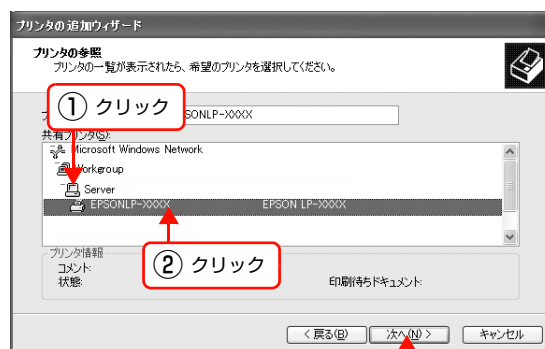 プリンタの追加ウィザード
プリンタの参照
プリンタの一覧が表示されたら、希望のプリンタを選択してください。
① クリック
SONLP-XXXX
共有プリンタ(S):
Microsoft Windows Network
Workgroup
Server
EPSONLP-XXXX EPSON LP-XXXX
② クリック
プリンタ情報
コメント:
状態: 印刷待ちドキュメント:
< 戻る(B) 次へ(N) > キャンセル